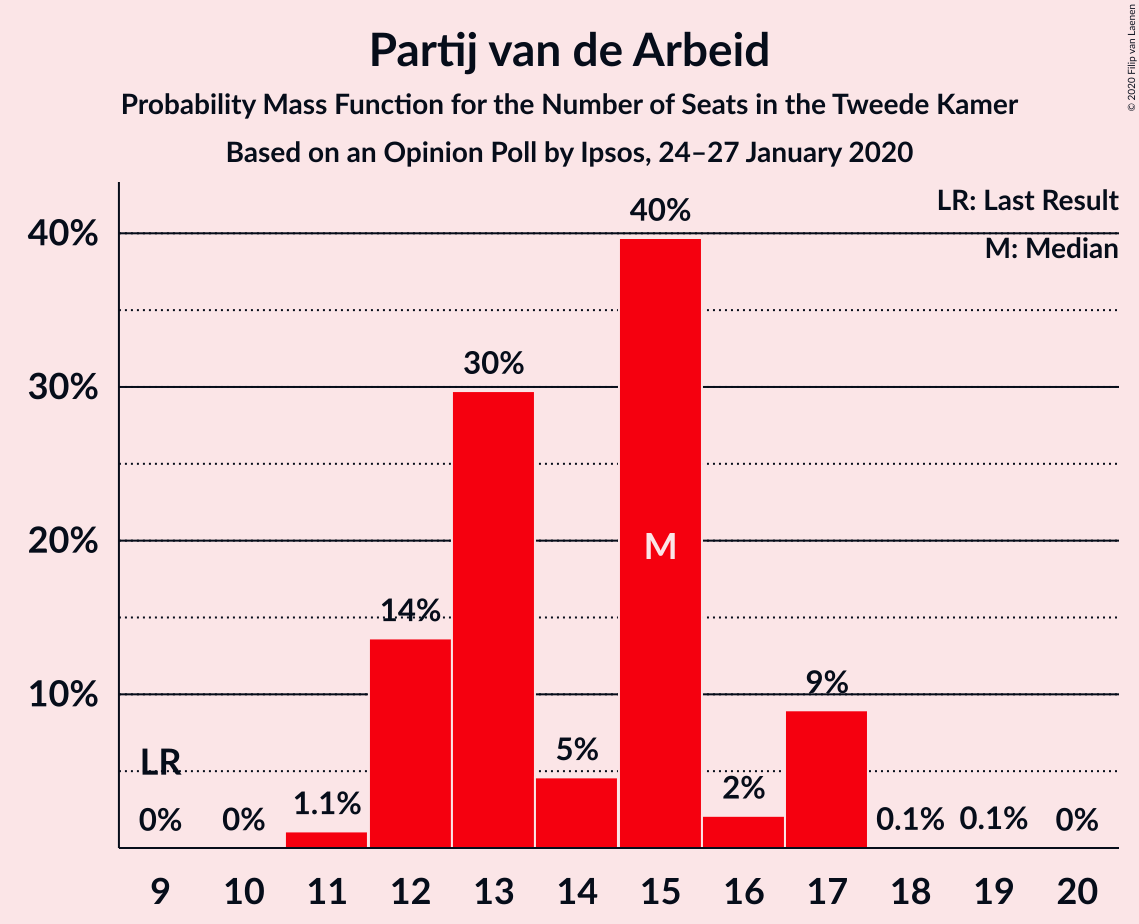 Partij van de Arbeid
Probability Mass Function for the Number of Seats in the Tweede Kamer
Based on an Opinion Poll by Ipsos, 24–27 January 2020
© 2020 Filip van Laenen
LR: Last Result
M: Median
40%
30%
20%
10%
LR
0%
0%
1.1%
14%
30%
5%
40%
M
2%
9%
0.1%
0.1%
0%
9 10 11 12 13 14 15 16 17 18 19 20